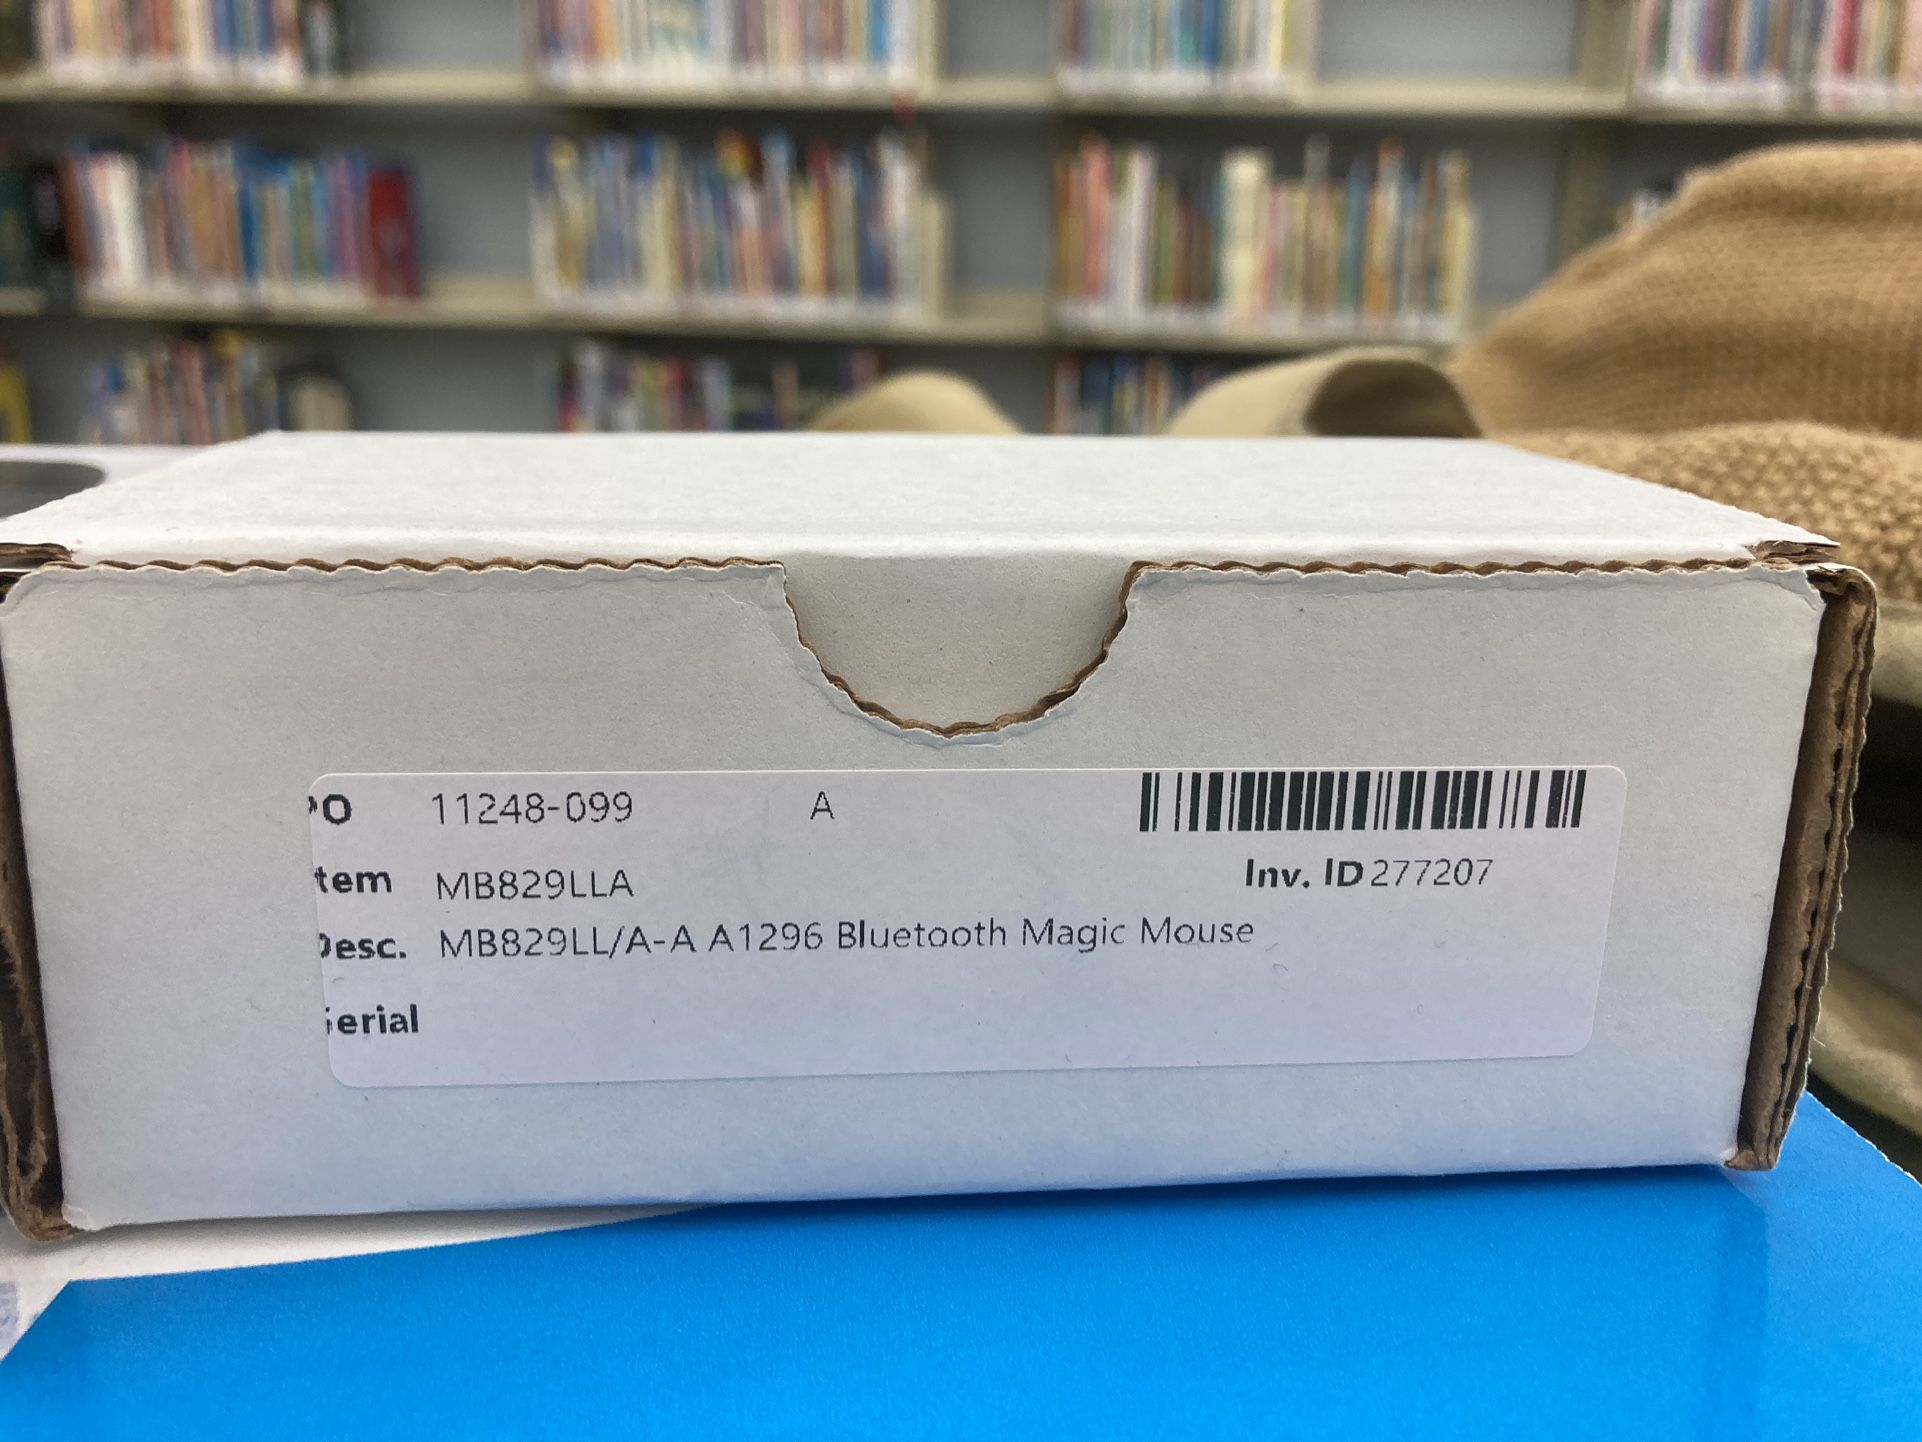 PO 11248-099 A
Item MB829LLA Inv. ID 277207
Desc. MB829LL/A-A A1296 Bluetooth Magic Mouse
Serial